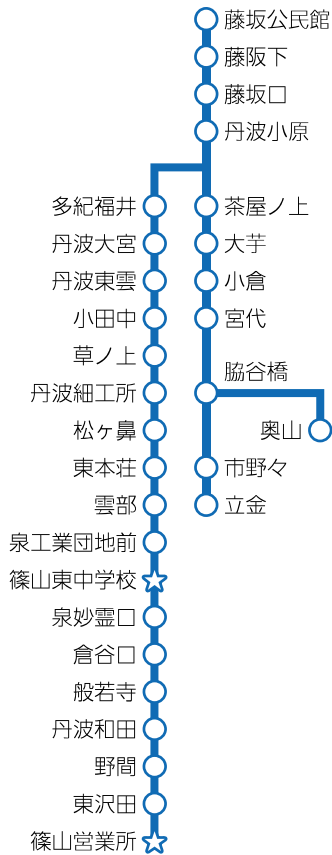 藤坂公民館
藤阪下
藤坂口
丹波小原
多紀福井
丹波大宮
丹波東雲
小田中
草ノ上
丹波細工所
松ヶ鼻
東本荘
雲部
泉工業団地前
篠山東中学校
泉妙霊口
倉谷口
般若寺
丹波和田
野間
東沢田
篠山営業所
茶屋ノ上
大芋
小倉
宮代
脇谷橋
奥山
市野々
立金